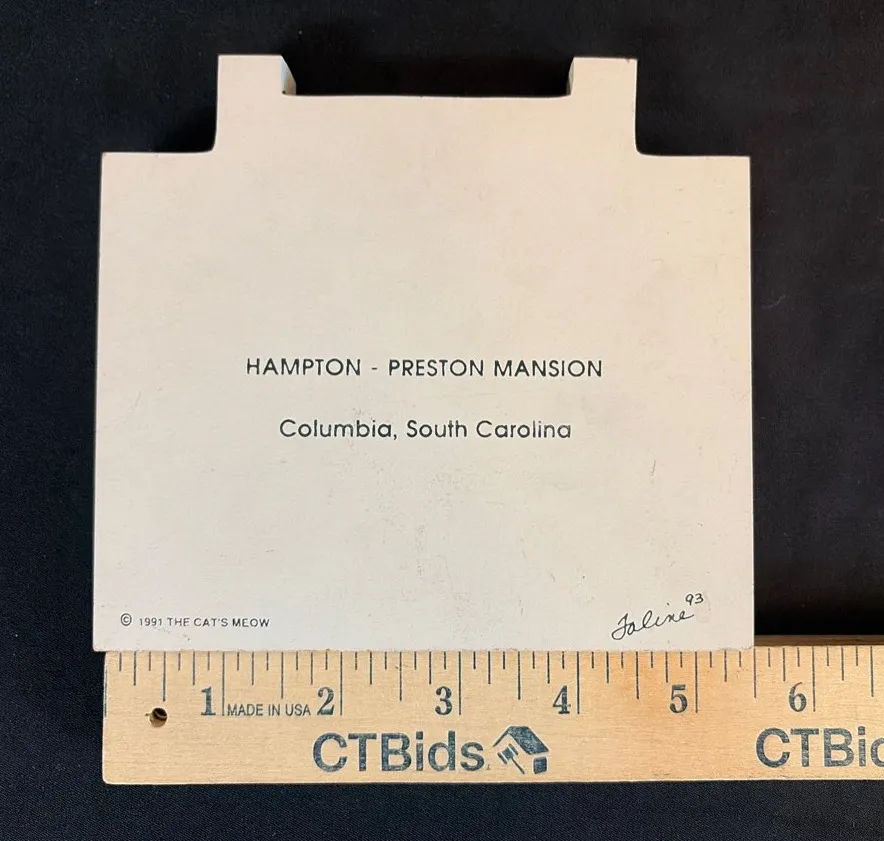 HAMPTON - PRESTON MANSION
Columbia, South Carolina
© 1991 THE CAT'S MEOW
Faline 93
1 MADE IN USA 2 3 4 5 6
CTBids. CTBid